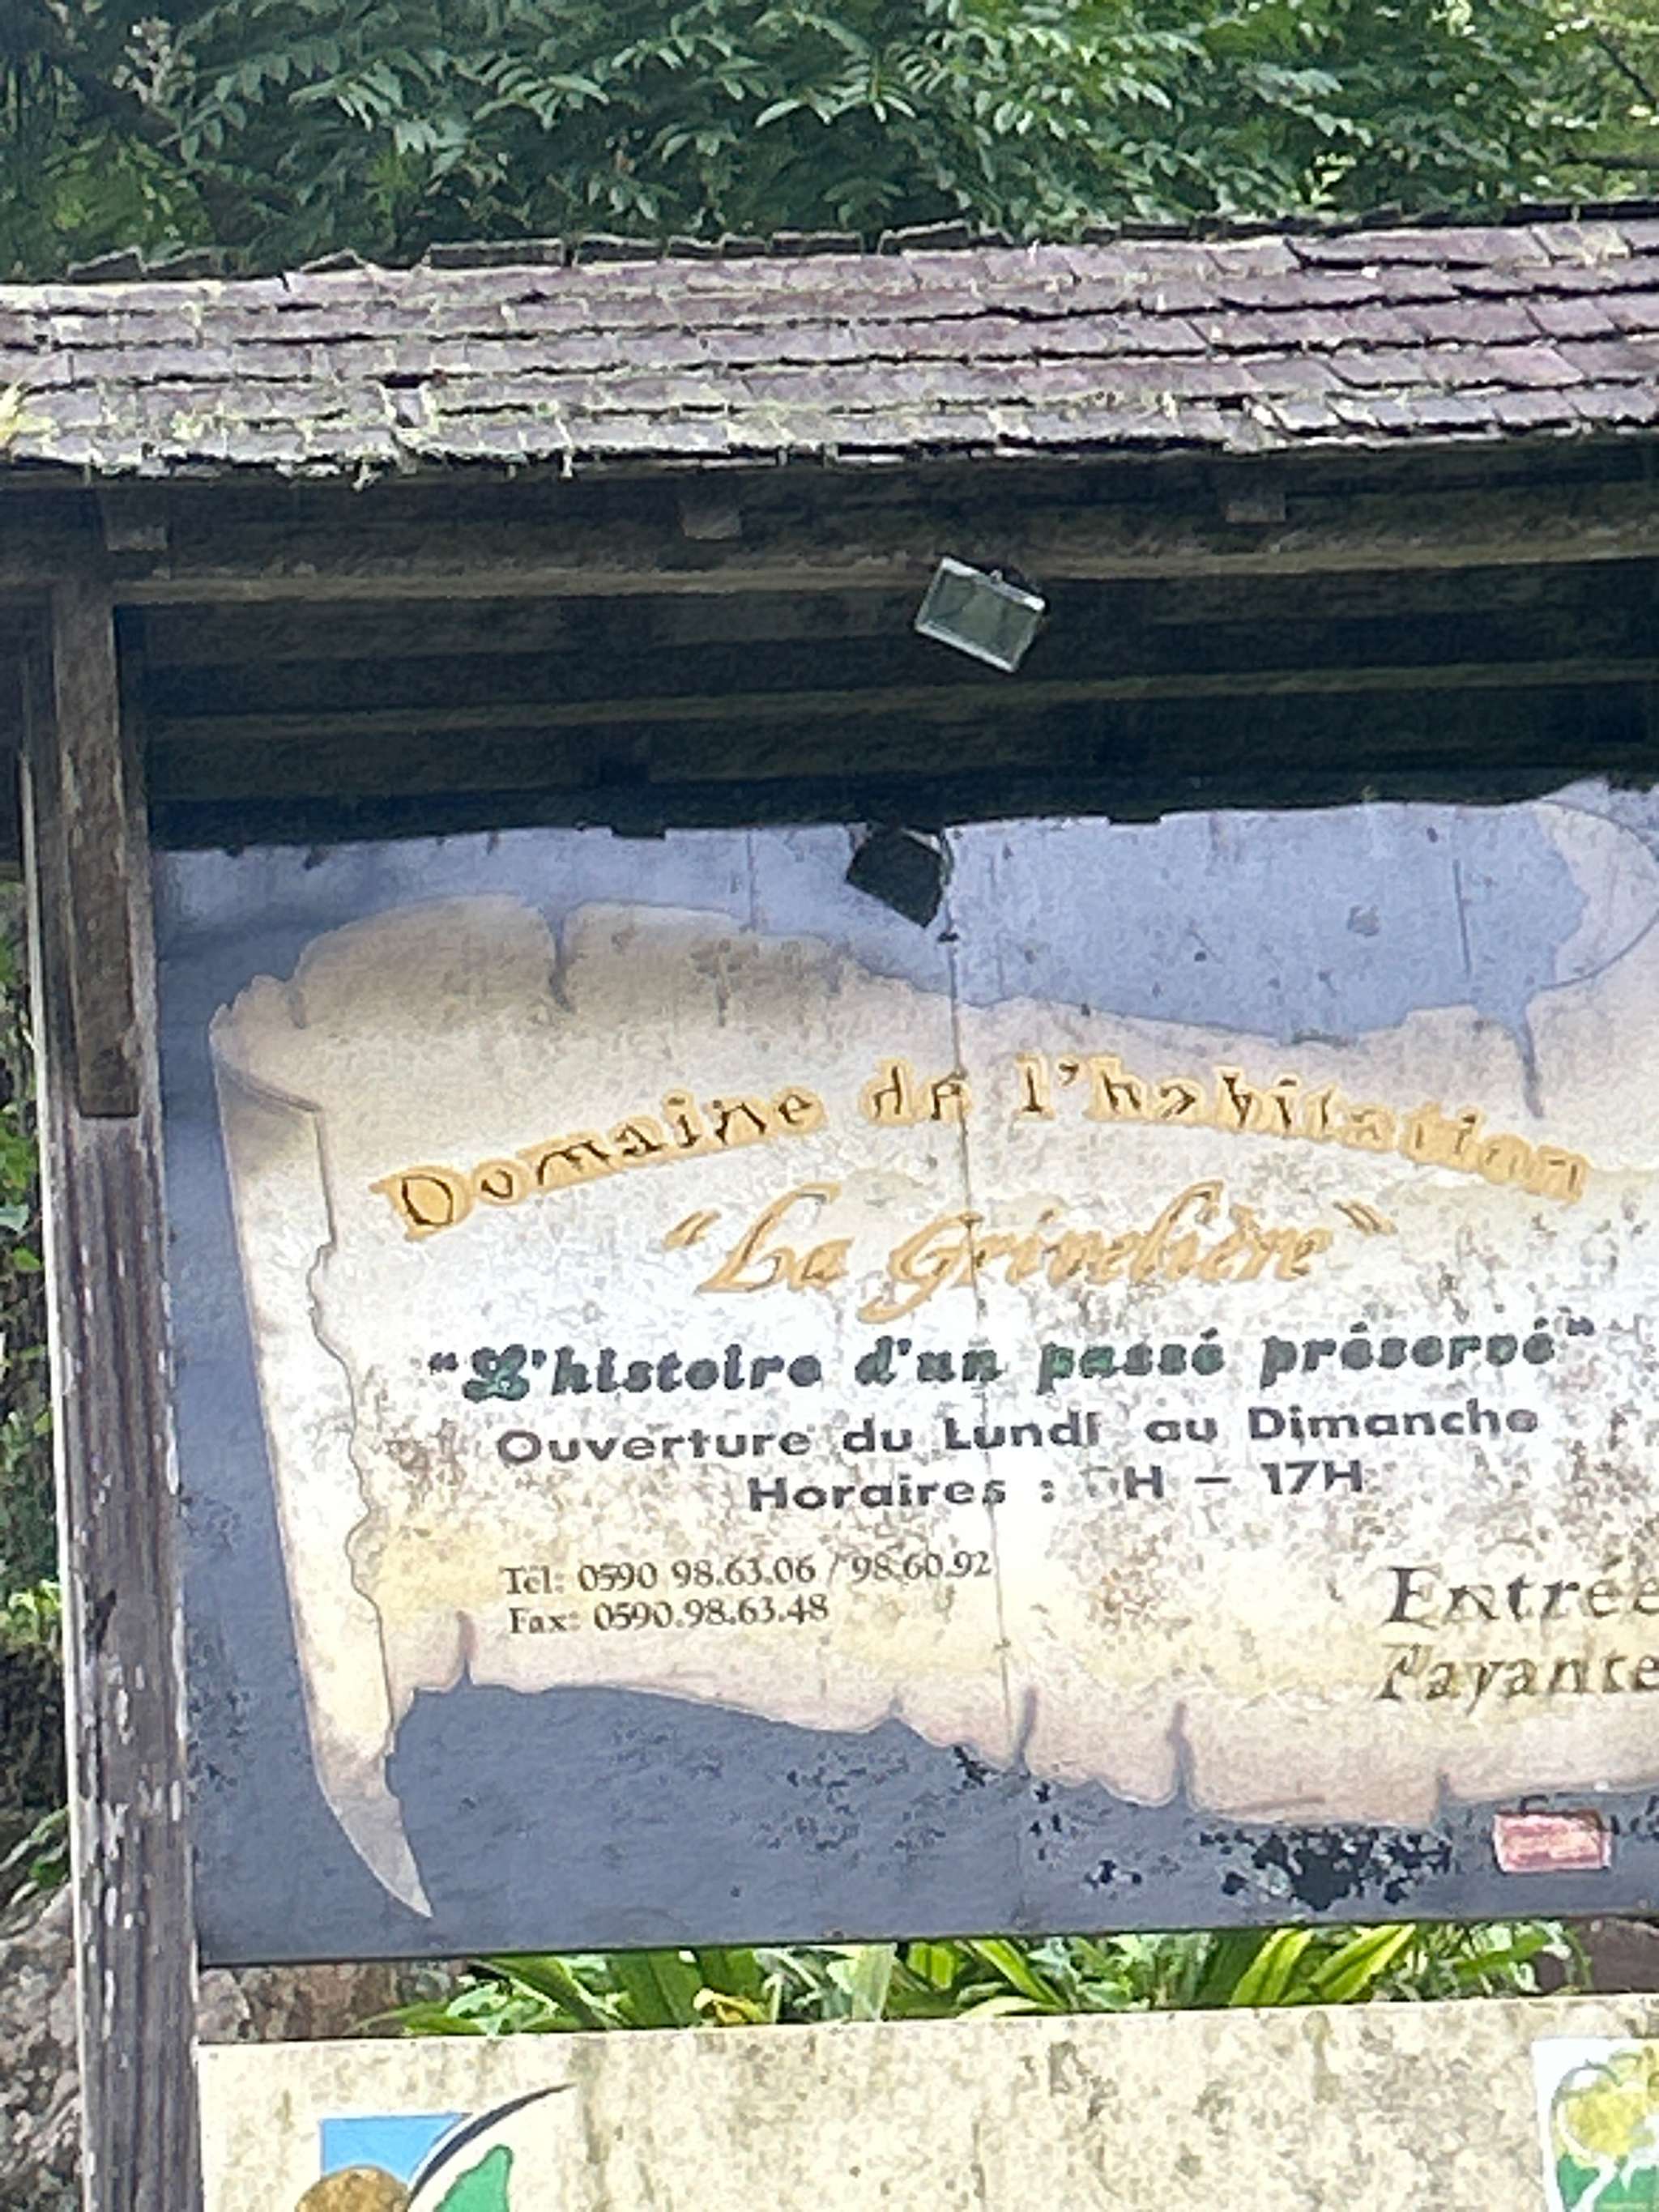 Domaine de l'habitation
"La Grivelière"
"L'histoire d'un passé préservé"
Ouverture du Lundi au Dimanche
Horaires : H - 17H
Tél: 0590 98.63.06 / 98.60.92
Fax: 0590.98.63.48
Entrée
Payante